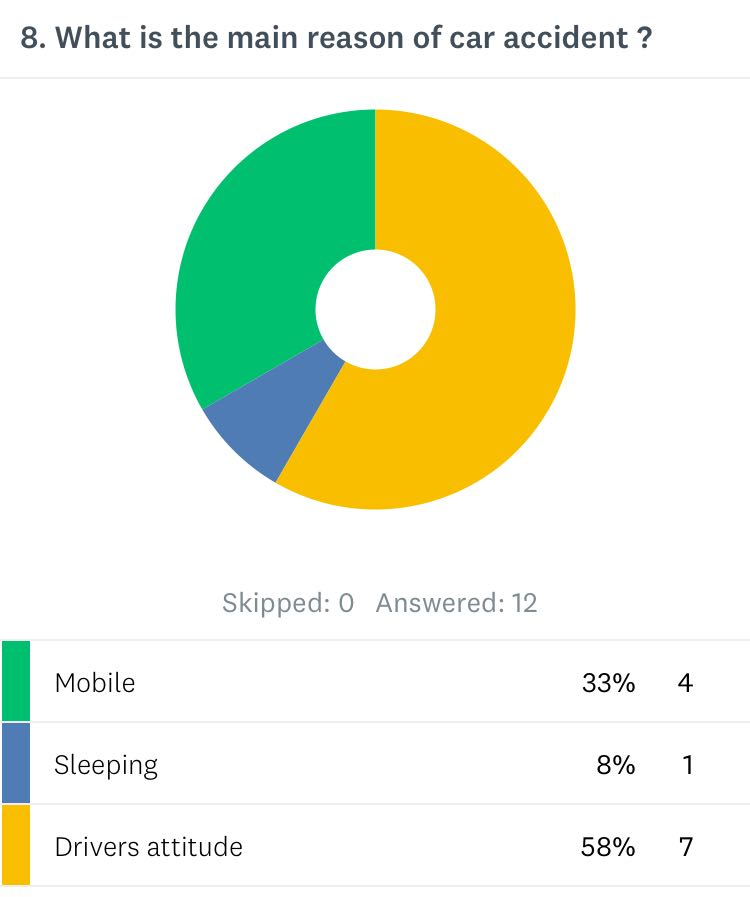 8. What is the main reason of car accident ?
Skipped: 0 Answered: 12
Mobile 33% 4
Sleeping 8% 1
Drivers attitude 58% 7